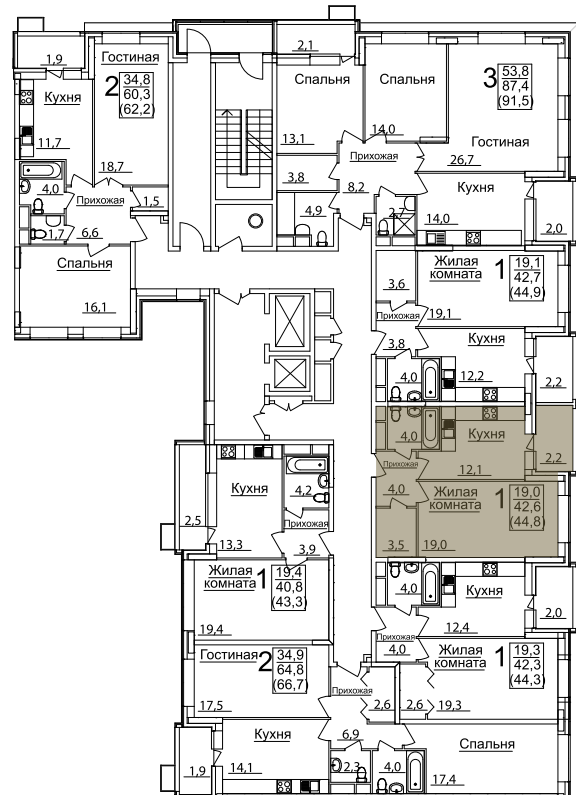 1,9
Гостиная
2
34,8
60,3
(62,2)
Кухня
11,7
18,7
4,0
Прихожая
1,5
1,7
6,6
Спальня
16,1
2,1
Спальня
13,1
Спальня
14,0
3
53,8
87,4
(91,5)
Гостиная
26,7
Прихожая
3,8
8,2
4,9
2,7
Кухня
14,0
2,0
Жилая
комната
1
19,1
42,7
(44,9)
3,6
Прихожая
19,1
3,8
Кухня
4,0
12,2
2,2
4,0
Кухня
12,1
2,2
Прихожая
4,0
Жилая
комната
1
19,0
42,6
(44,8)
3,5
19,0
2,5
Кухня
13,3
4,2
Прихожая
3,9
Жилая
комната
1
19,4
40,8
(43,3)
19,4
4,0
Кухня
12,4
2,0
Прихожая
4,0
Жилая
комната
1
19,3
42,3
(44,3)
2,6
19,3
Гостиная
2
34,9
64,8
(66,7)
17,5
Прихожая
2,6
6,9
Кухня
14,1
1,9
2,3
4,0
Спальня
17,4